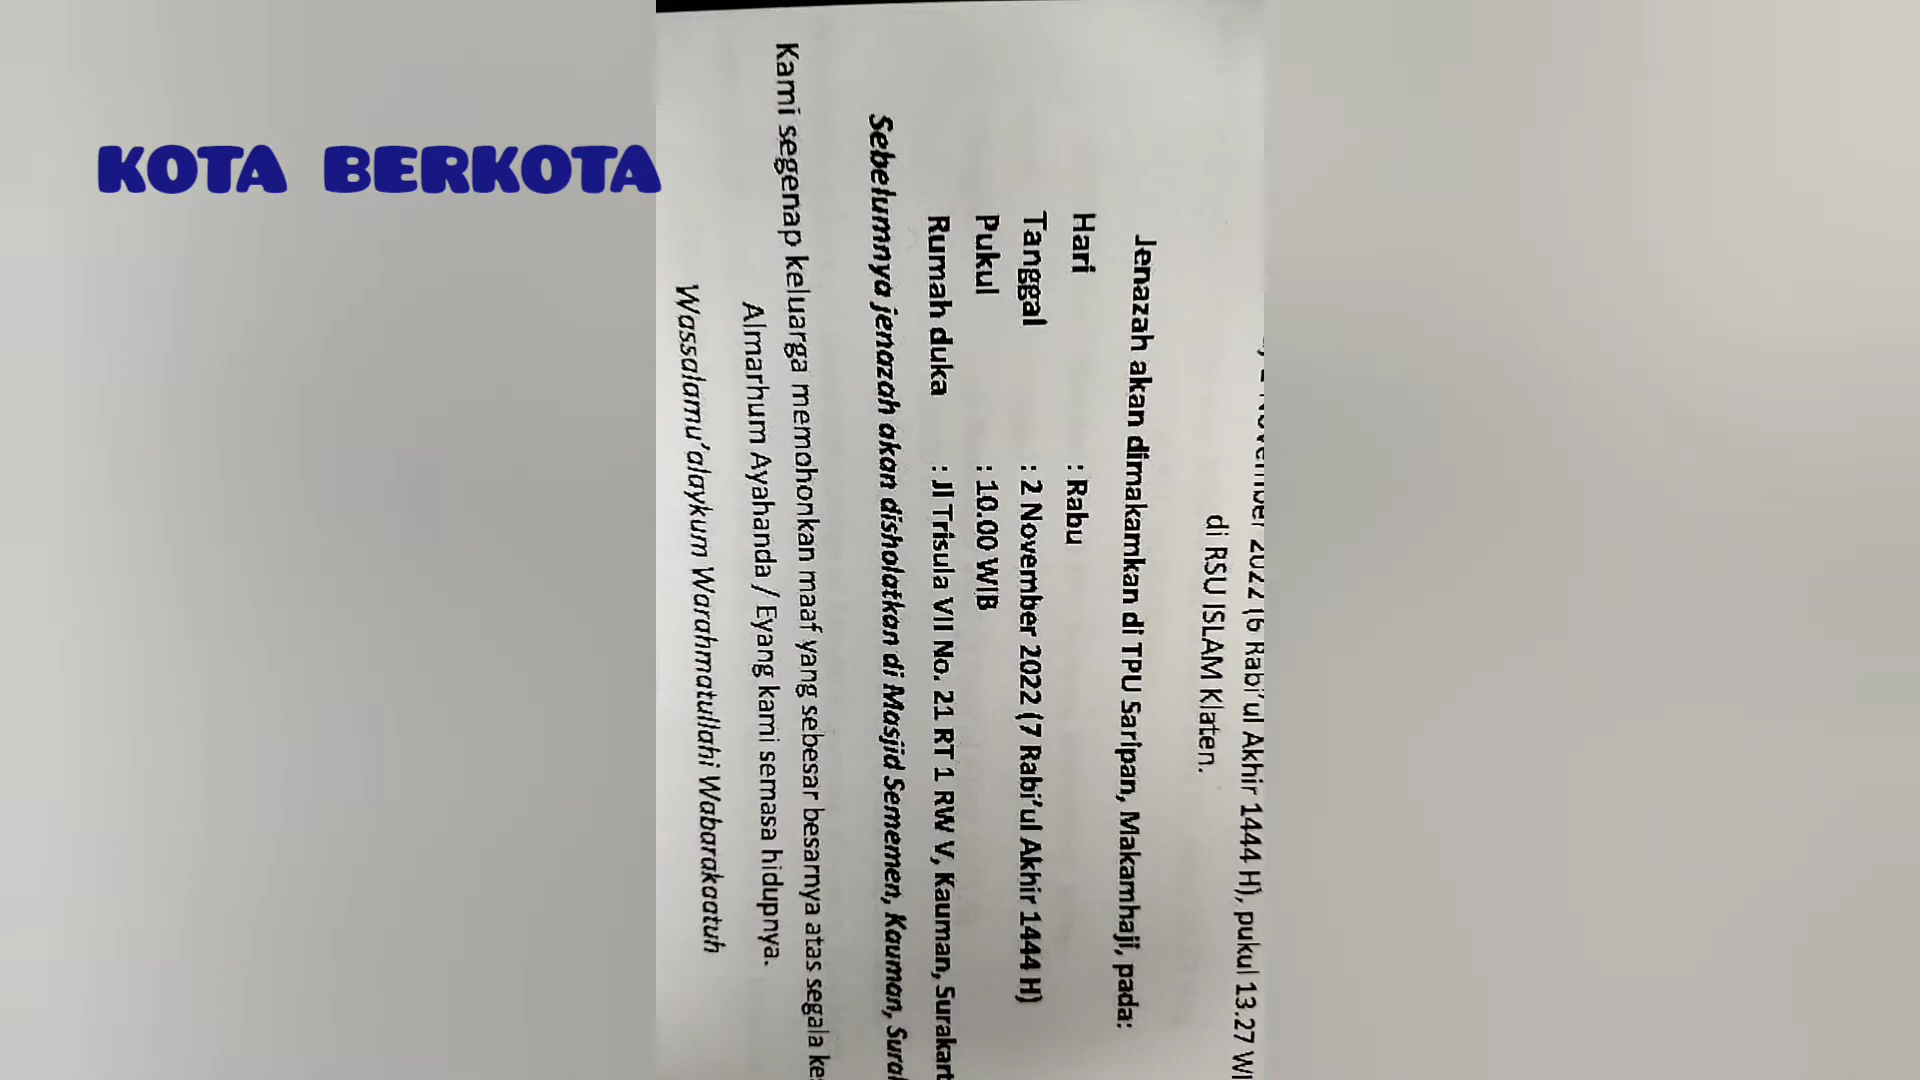 KOTA BERKOTA
November 2022 (6 Rabi'ul Akhir 1444 H), pukul 13.27
di RSU ISLAM Klaten.
Jenazah akan dimakamkan di TPU Saripan, Makamhaji, pada:
Hari : Rabu
Tanggal : 2 November 2022 (7 Rabi'ul Akhir 1444 H)
Pukul : 10.00 WIB
Rumah duka : Jl Trisula VII No. 21 RT 1 RW V, Kauman, Surakart
Sebelumnya jenazah akan disholatkan di Masjid Sememen, Kauman,
Kami segenap keluarga memohonkan maaf yang sebesar besarnya atas segala
Almarhum Ayahanda / Eyang kami semasa hidupnya.
Wassalamu'alaykum Warahmatullahi Wabarakaatuh